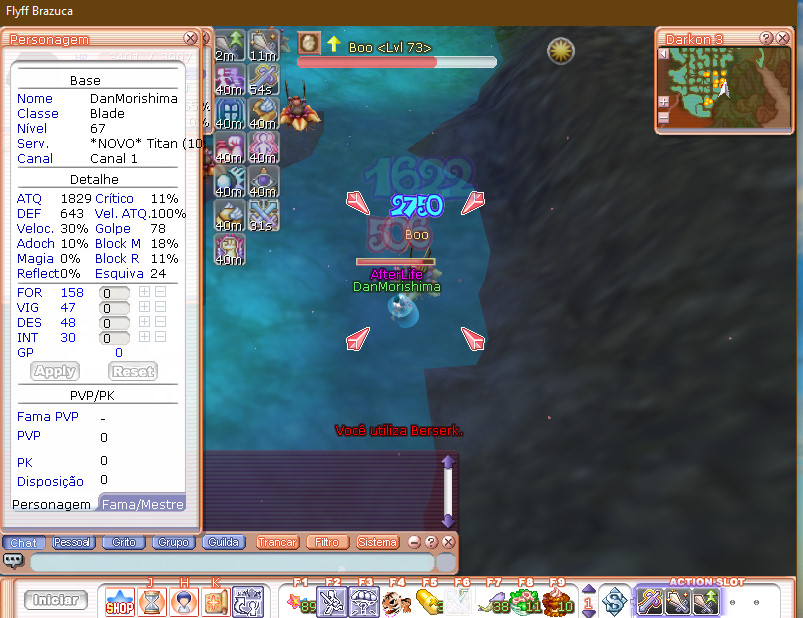 Flyff Brazuca
Personagem
Base
Nome DanMorishima
Classe Blade
Nível 67
Serv. *NOVO* Titan (10
Canal Canal 1
Detalhe
ATQ 1829 Crítico 11%
DEF 643 Vel. ATQ. 100%
Veloc. 30% Golpe 78
Adoch 10% Block M 18%
Magia 0% Block R 11%
Reflect 0% Esquiva 24
FOR 158 0
VIG 47 0
DES 48 0
INT 30 0
GP 0
Apply Reset
PVP/PK
Fama PVP -
PVP 0
PK 0
Disposição 0
Personagem Fama/Mestre
2m. 11m.
40m. 54s.
40m. 40m.
40m. 40m.
40m. 40m.
40m. 31s.
40m.
Boo <Lvl 73>
Darkon 3
1622
2750
Boo
AfterLife
DanMorishima
Você utiliza Berserk.
Chat Pessoal Grito Grupo Guilda Trancar Filtro Sistema
Iniciar
SHOP
J H K
F1 F2 F3 F4 F5 F6 F7 F8 F9
89 3 38 11 10
1
ACTION SLOT